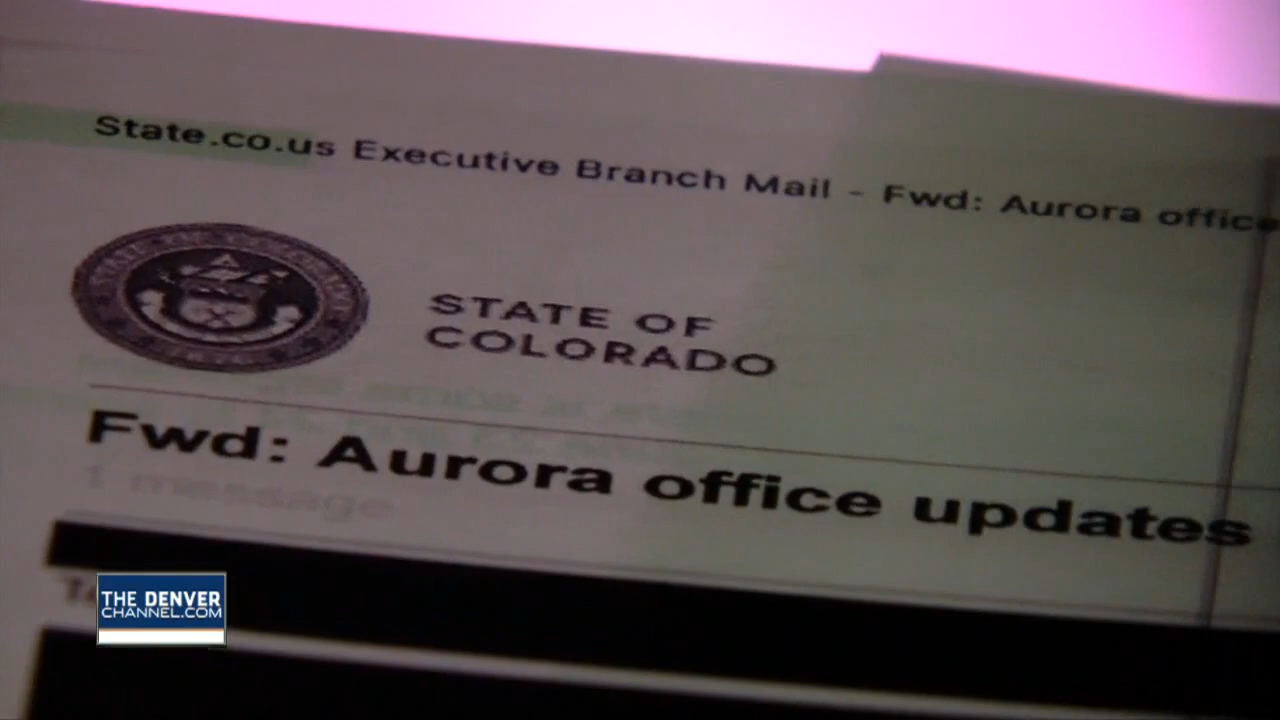 State.co.us Executive Branch Mail - Fwd: Aurora office
STATE OF
COLORADO
Fwd: Aurora office updates
1 message
THE DENVER
CHANNEL.COM